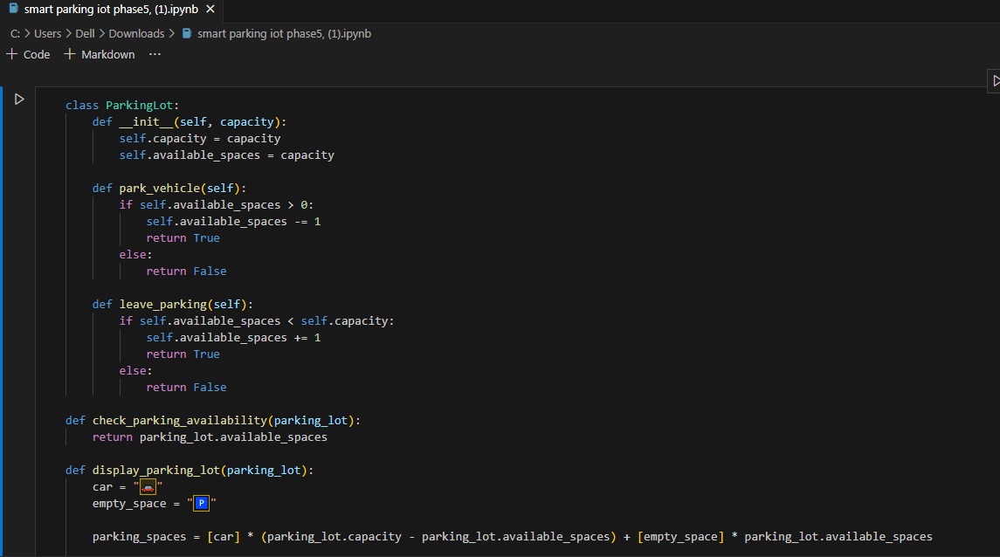 smart parking iot phase5, (1).ipynb
C: > Users > Dell > Downloads > smart parking iot phase5, (1).ipynb
+ Code + Markdown ...
class ParkingLot:
    def __init__(self, capacity):
        self.capacity = capacity
        self.available_spaces = capacity

    def park_vehicle(self):
        if self.available_spaces > 0:
            self.available_spaces -= 1
            return True
        else:
            return False

    def leave_parking(self):
        if self.available_spaces < self.capacity:
            self.available_spaces += 1
            return True
        else:
            return False

def check_parking_availability(parking_lot):
    return parking_lot.available_spaces

def display_parking_lot(parking_lot):
    car = "🚗"
    empty_space = "🅿"

    parking_spaces = [car] * (parking_lot.capacity - parking_lot.available_spaces) + [empty_space] * parking_lot.available_spaces